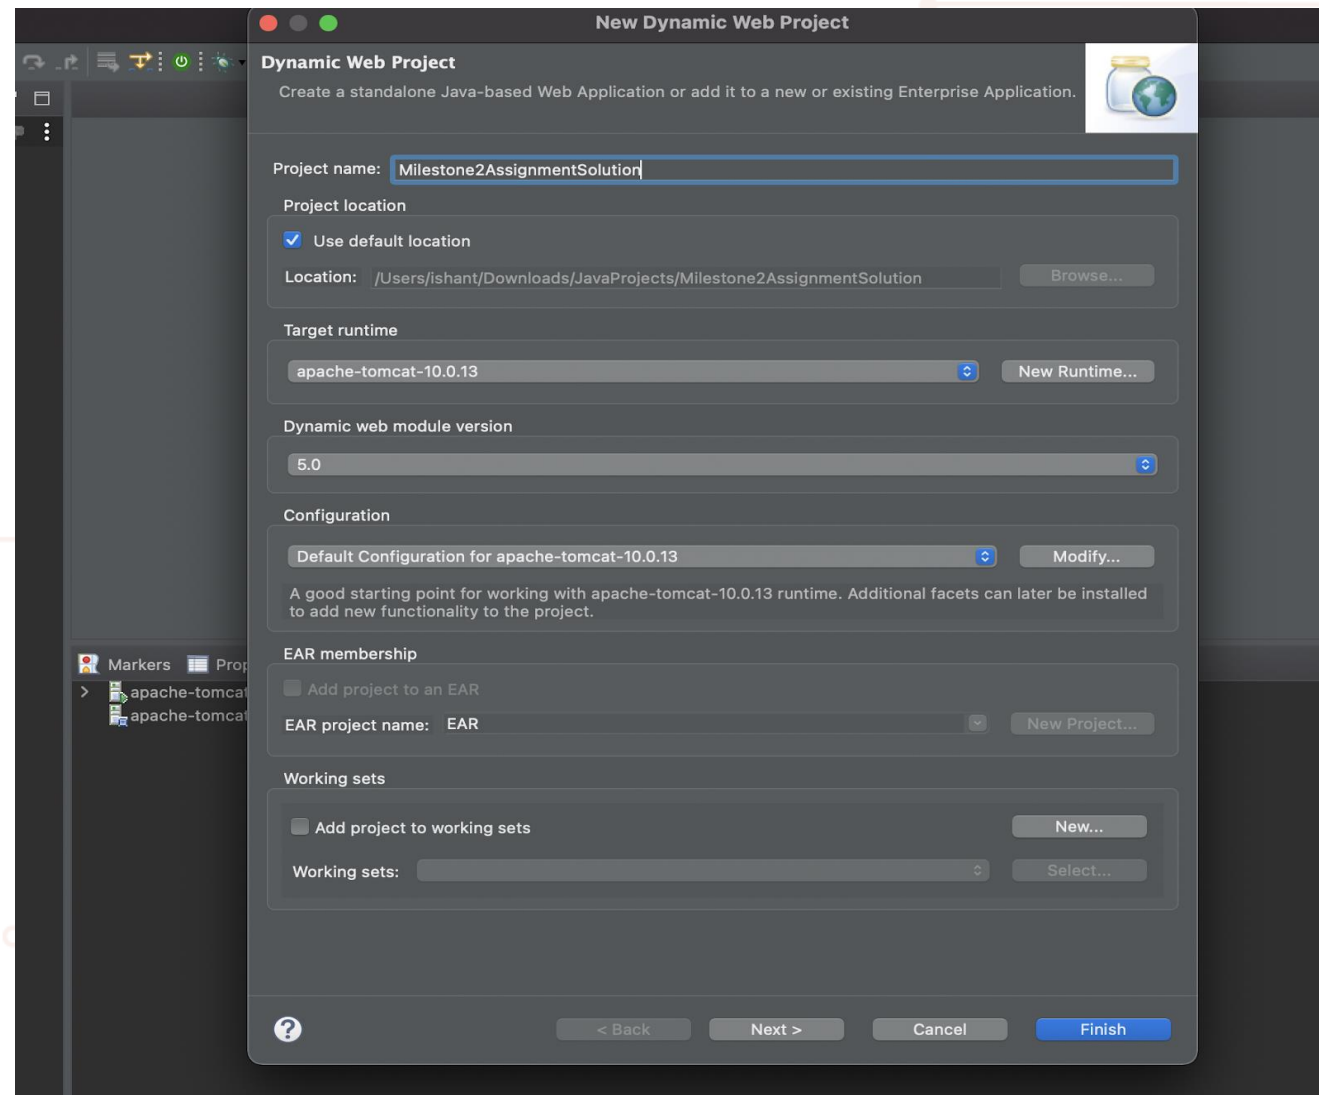 New Dynamic Web Project
Dynamic Web Project
Create a standalone Java-based Web Application or add it to a new or existing Enterprise Application.
Project name: Milestone2AssignmentSolution
Project location
Use default location
Location: /Users/ishant/Downloads/JavaProjects/Milestone2AssignmentSolution Browse...
Target runtime
apache-tomcat-10.0.13 New Runtime...
Dynamic web module version
5.0
Configuration
Default Configuration for apache-tomcat-10.0.13 Modify...
A good starting point for working with apache-tomcat-10.0.13 runtime. Additional facets can later be installed
to add new functionality to the project.
EAR membership
Add project to an EAR
EAR project name: EAR New Project...
Working sets
Add project to working sets New...
Working sets: Select...
? < Back Next > Cancel Finish
Markers Prop
apache-tomcat
apache-tomcat